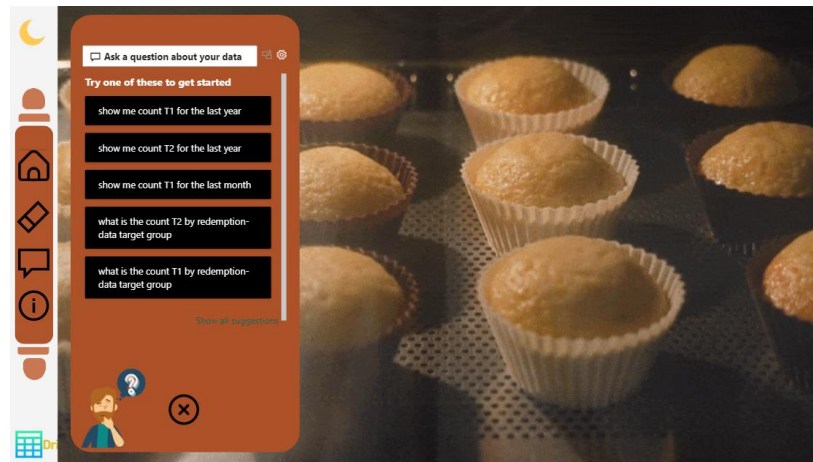 Ask a question about your data
Try one of these to get started
show me count T1 for the last year
show me count T2 for the last year
show me count T1 for the last month
what is the count T2 by redemption-
data target group
what is the count T1 by redemption-
data target group
Show all suggestions
?
i
Dri